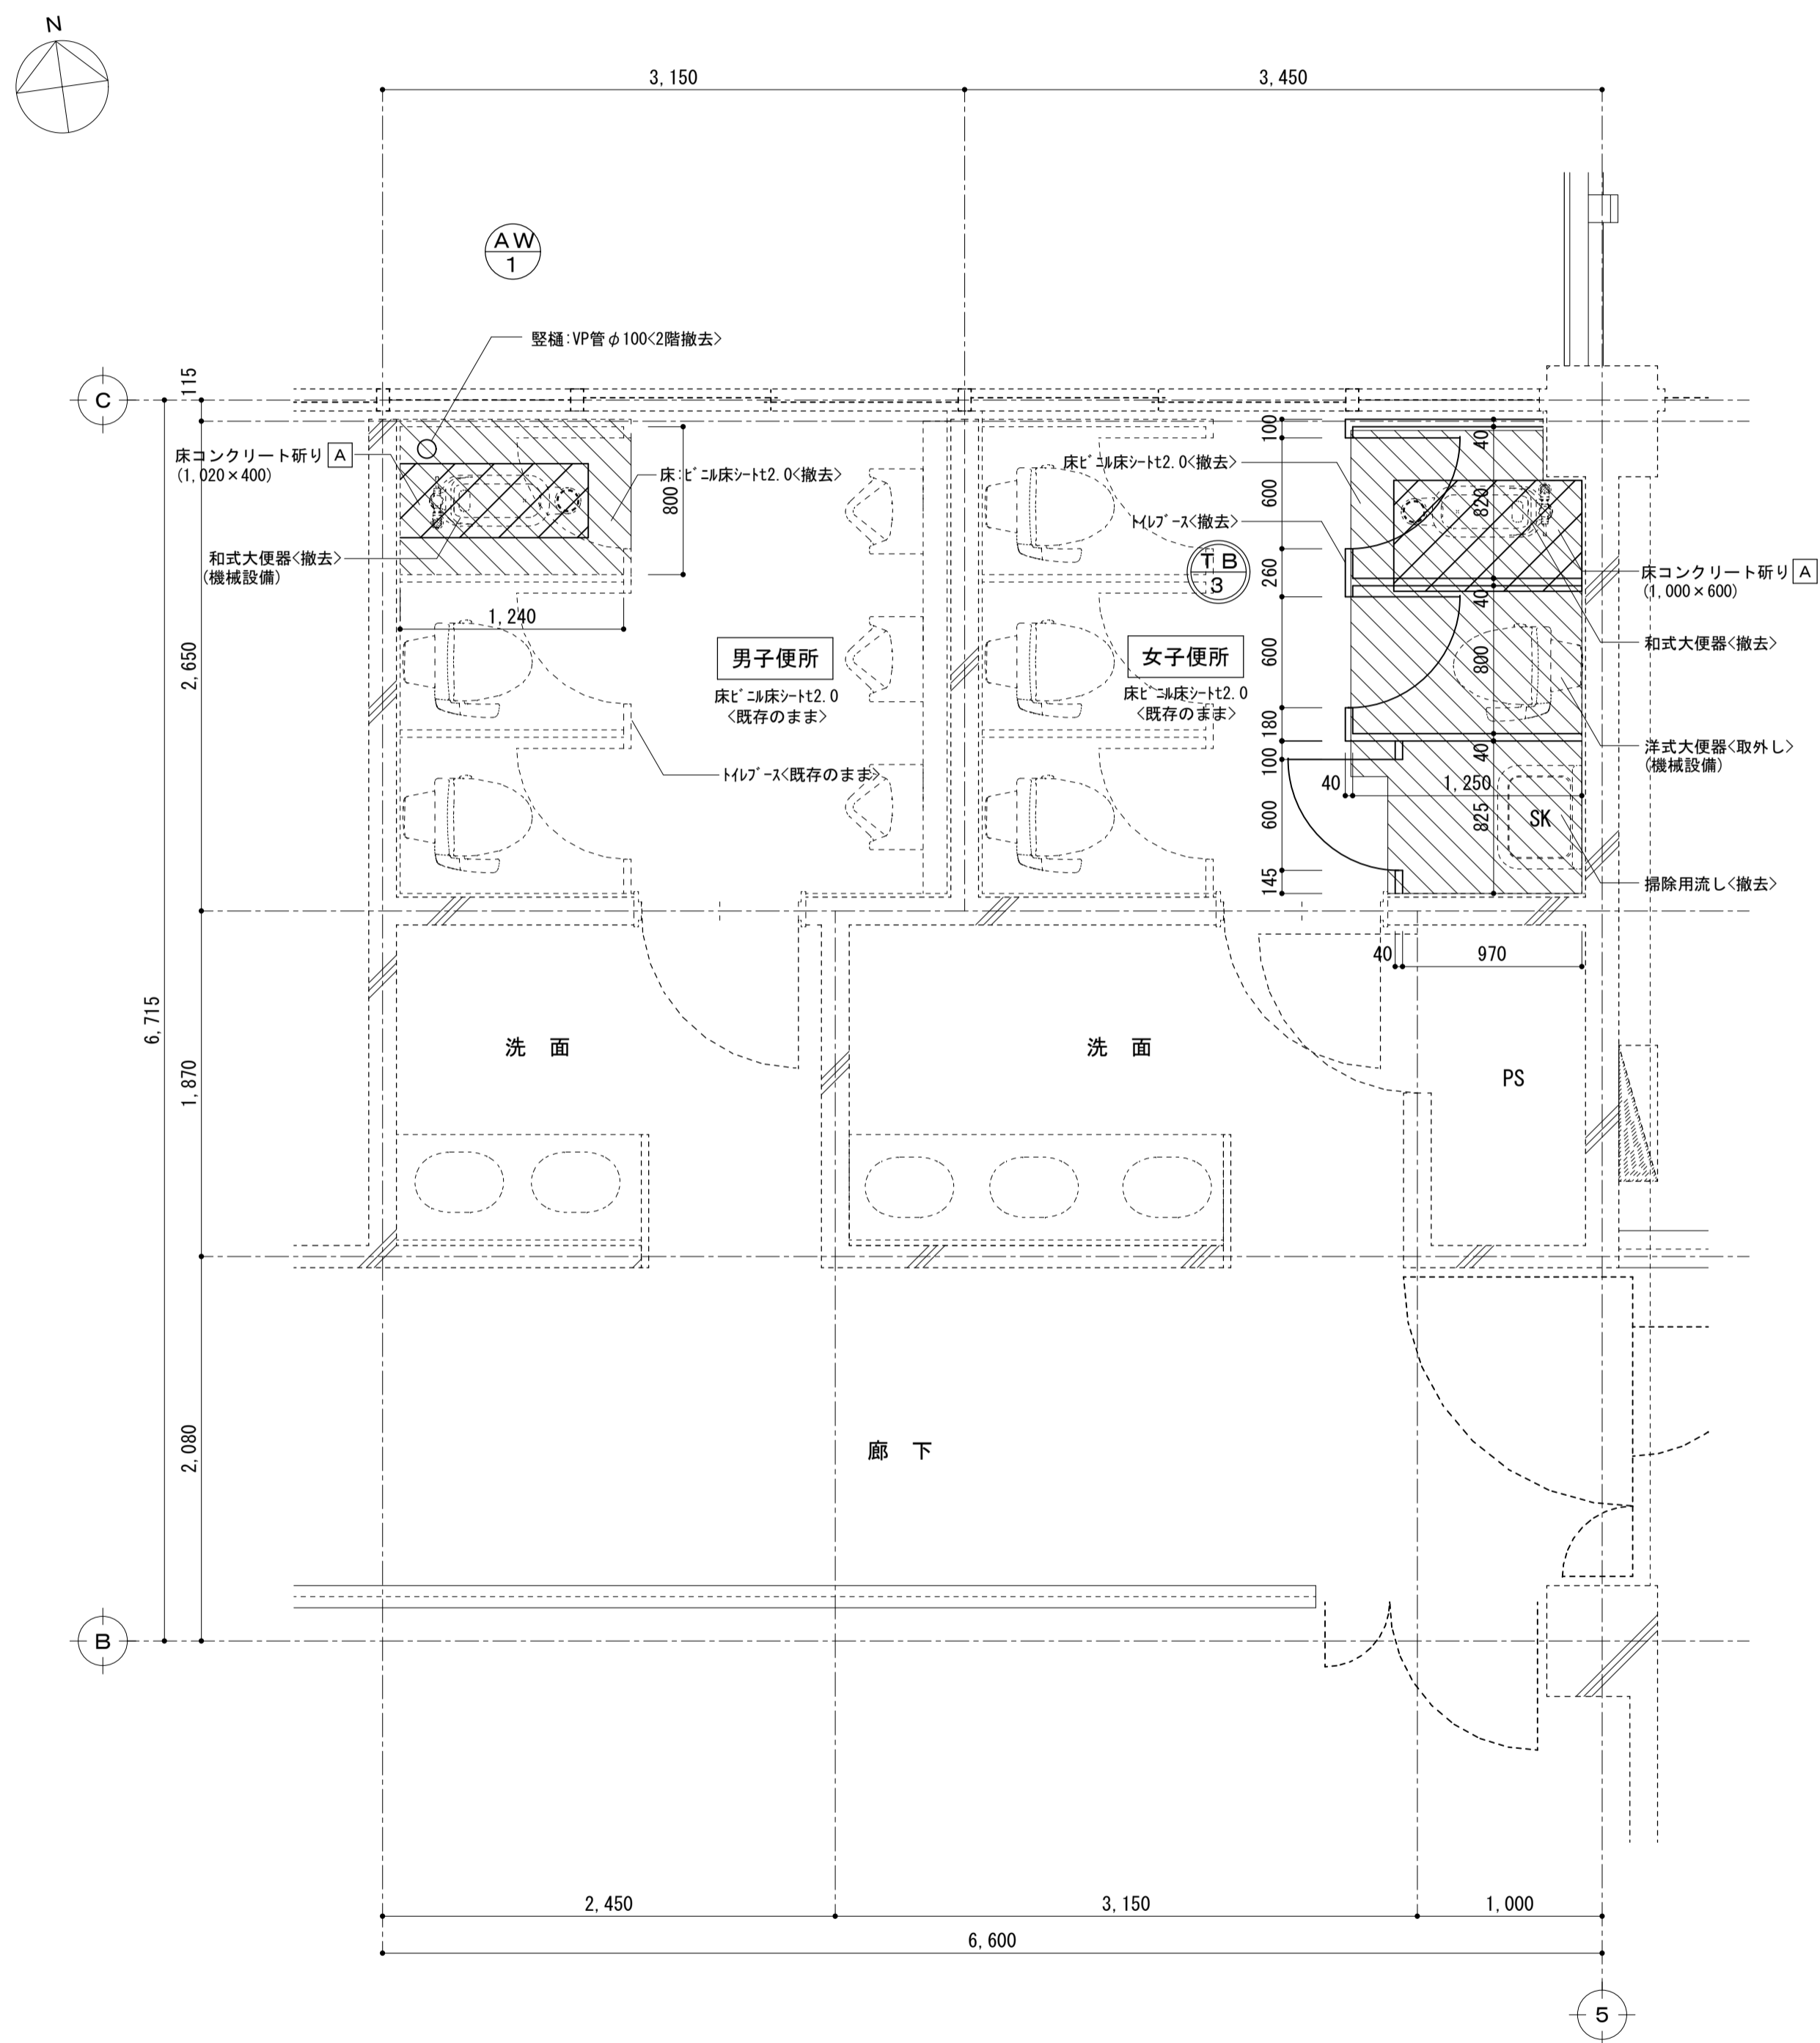 N
3,150
3,450
AW
1
竪樋:VP管φ100<2階撤去>
C
115
床コンクリート斫り A
(1,020×400)
床:ビニル床シートt2.0<撤去>
800
和式大便器<撤去>
(機械設備)
1,240
床ビニル床シートt2.0<撤去>
トイレブース<撤去>
TB
3
100
600
260
600
180
100
600
145
40
820
40
800
40
825
40
1,250
床コンクリート斫り A
(1,000×600)
和式大便器<撤去>
洋式大便器<取外し>
(機械設備)
SK
掃除用流し<撤去>
男子便所
床ビニル床シートt2.0
<既存のまま>
女子便所
床ビニル床シートt2.0
<既存のまま>
トイレブース<既存のまま>
2,650
40
970
6,715
1,870
洗 面
洗 面
PS
2,080
廊 下
B
2,450
3,150
1,000
6,600
5